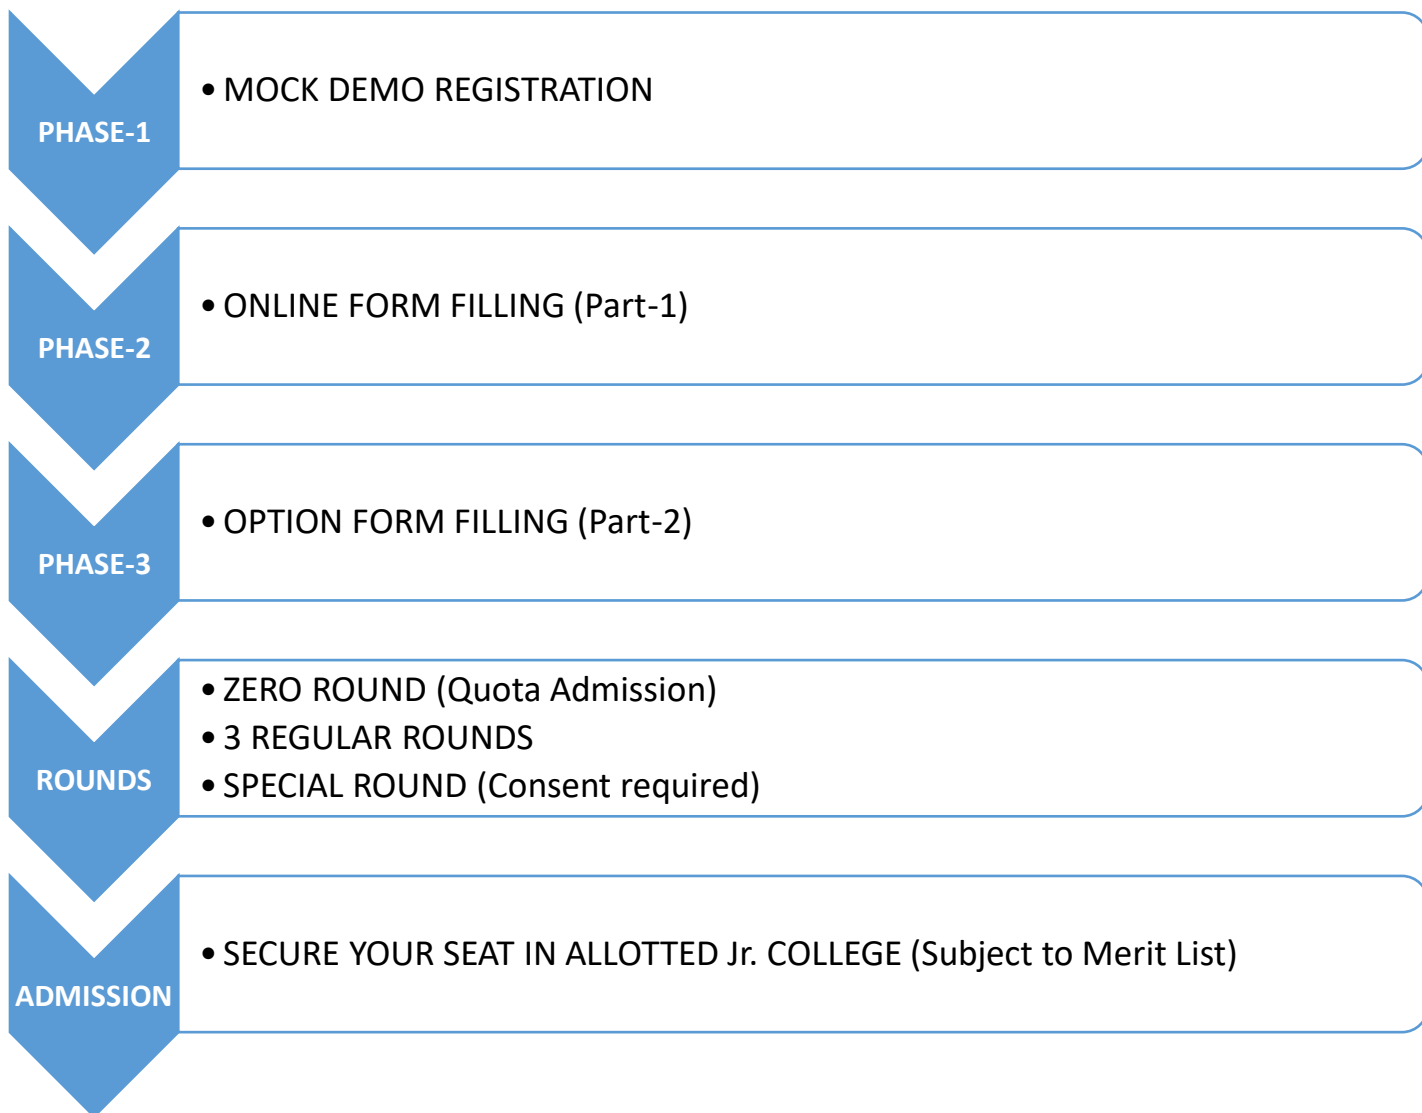 PHASE-1
• MOCK DEMO REGISTRATION
PHASE-2
• ONLINE FORM FILLING (Part-1)
PHASE-3
• OPTION FORM FILLING (Part-2)
ROUNDS
• ZERO ROUND (Quota Admission)
• 3 REGULAR ROUNDS
• SPECIAL ROUND (Consent required)
ADMISSION
• SECURE YOUR SEAT IN ALLOTTED Jr. COLLEGE (Subject to Merit List)